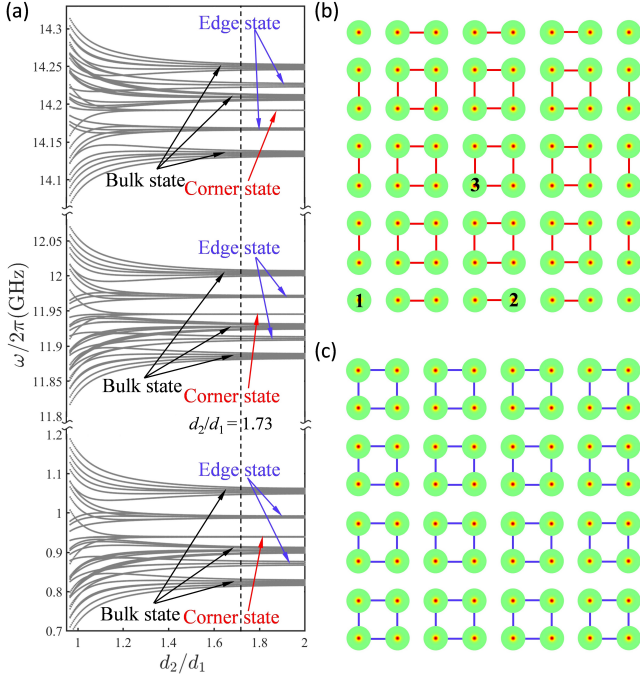 (a)
14.3
14.25
14.2
14.15
14.1
Edge state
Bulk state
Corner state
12.05
12
11.95
11.9
11.85
11.8
Edge state
Bulk state
Corner state
d₂/d₁ = 1.73
1.2
1.1
1
0.9
0.8
0.7
Edge state
Bulk state
Corner state
ω/2π(GHz)
1
1.2
1.4
1.6
1.8
2
d₂/d₁
(b)
3
1
2
(c)